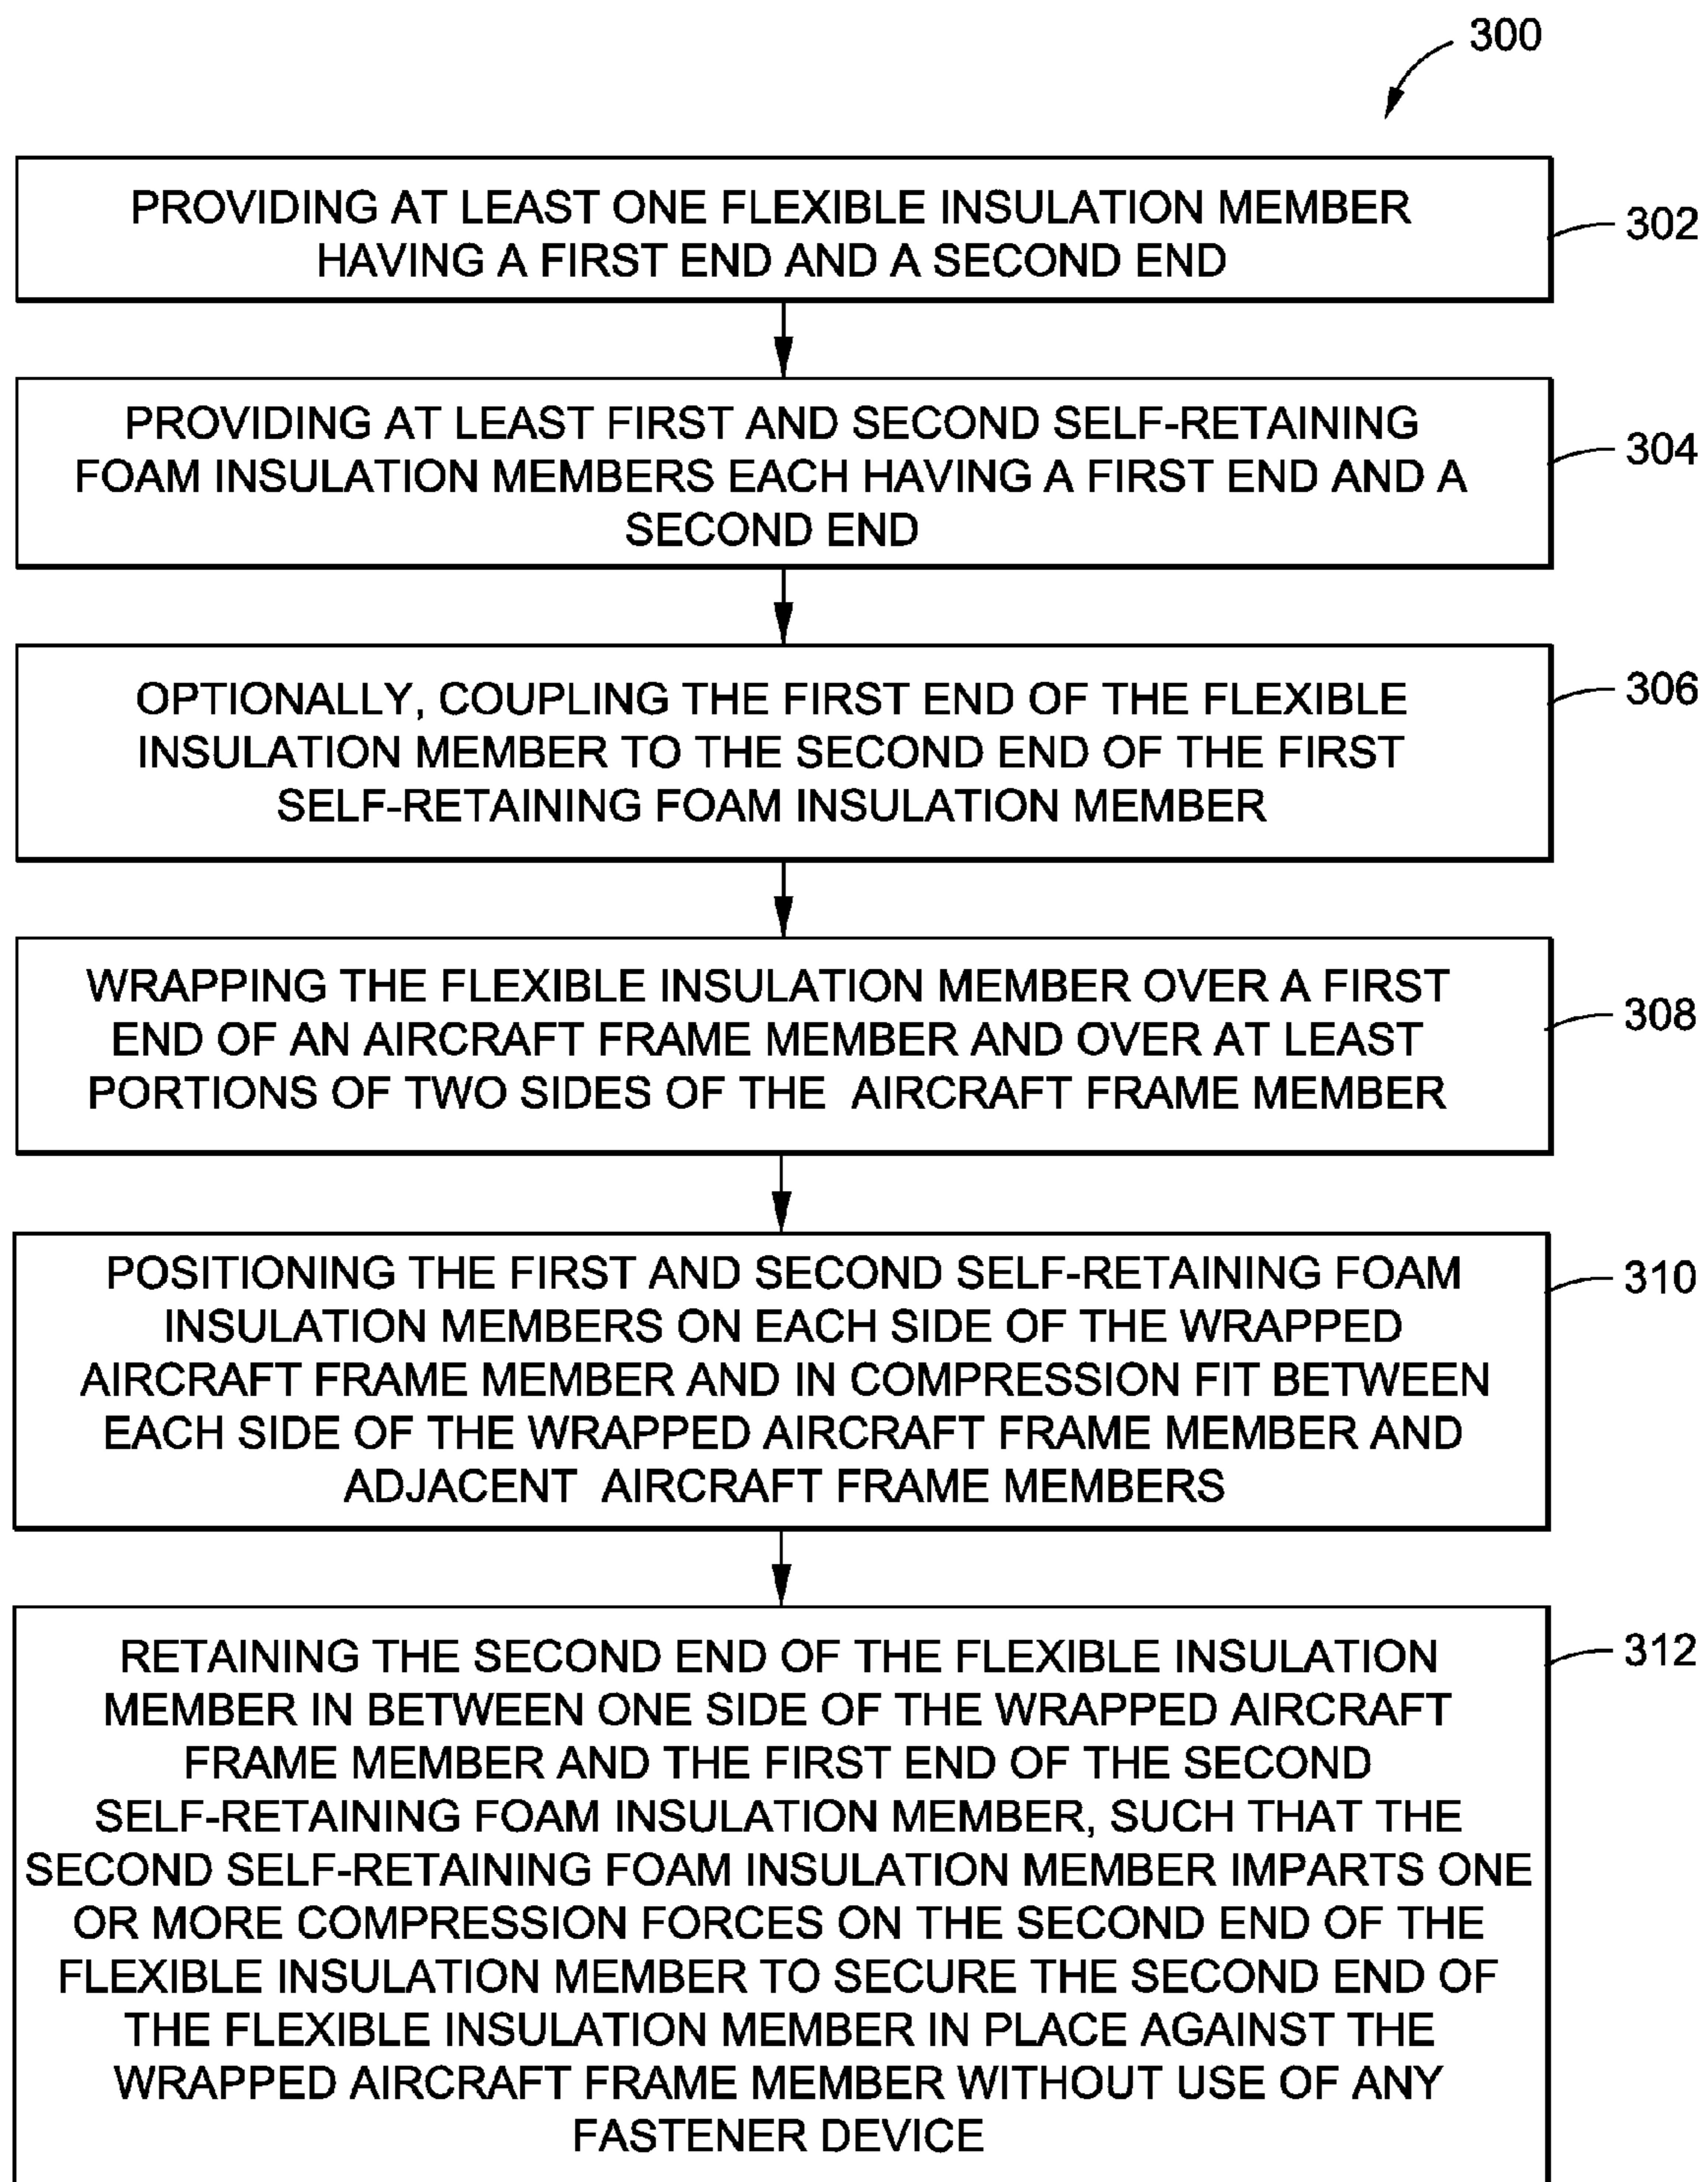 300
PROVIDING AT LEAST ONE FLEXIBLE INSULATION MEMBER
HAVING A FIRST END AND A SECOND END
302
PROVIDING AT LEAST FIRST AND SECOND SELF-RETAINING
FOAM INSULATION MEMBERS EACH HAVING A FIRST END AND A
SECOND END
304
OPTIONALLY, COUPLING THE FIRST END OF THE FLEXIBLE
INSULATION MEMBER TO THE SECOND END OF THE FIRST
SELF-RETAINING FOAM INSULATION MEMBER
306
WRAPPING THE FLEXIBLE INSULATION MEMBER OVER A FIRST
END OF AN AIRCRAFT FRAME MEMBER AND OVER AT LEAST
PORTIONS OF TWO SIDES OF THE AIRCRAFT FRAME MEMBER
308
POSITIONING THE FIRST AND SECOND SELF-RETAINING FOAM
INSULATION MEMBERS ON EACH SIDE OF THE WRAPPED
AIRCRAFT FRAME MEMBER AND IN COMPRESSION FIT BETWEEN
EACH SIDE OF THE WRAPPED AIRCRAFT FRAME MEMBER AND
ADJACENT AIRCRAFT FRAME MEMBERS
310
RETAINING THE SECOND END OF THE FLEXIBLE INSULATION
MEMBER IN BETWEEN ONE SIDE OF THE WRAPPED AIRCRAFT
FRAME MEMBER AND THE FIRST END OF THE SECOND
SELF-RETAINING FOAM INSULATION MEMBER, SUCH THAT THE
SECOND SELF-RETAINING FOAM INSULATION MEMBER IMPARTS ONE
OR MORE COMPRESSION FORCES ON THE SECOND END OF THE
FLEXIBLE INSULATION MEMBER TO SECURE THE SECOND END OF
THE FLEXIBLE INSULATION MEMBER IN PLACE AGAINST THE
WRAPPED AIRCRAFT FRAME MEMBER WITHOUT USE OF ANY
FASTENER DEVICE
312